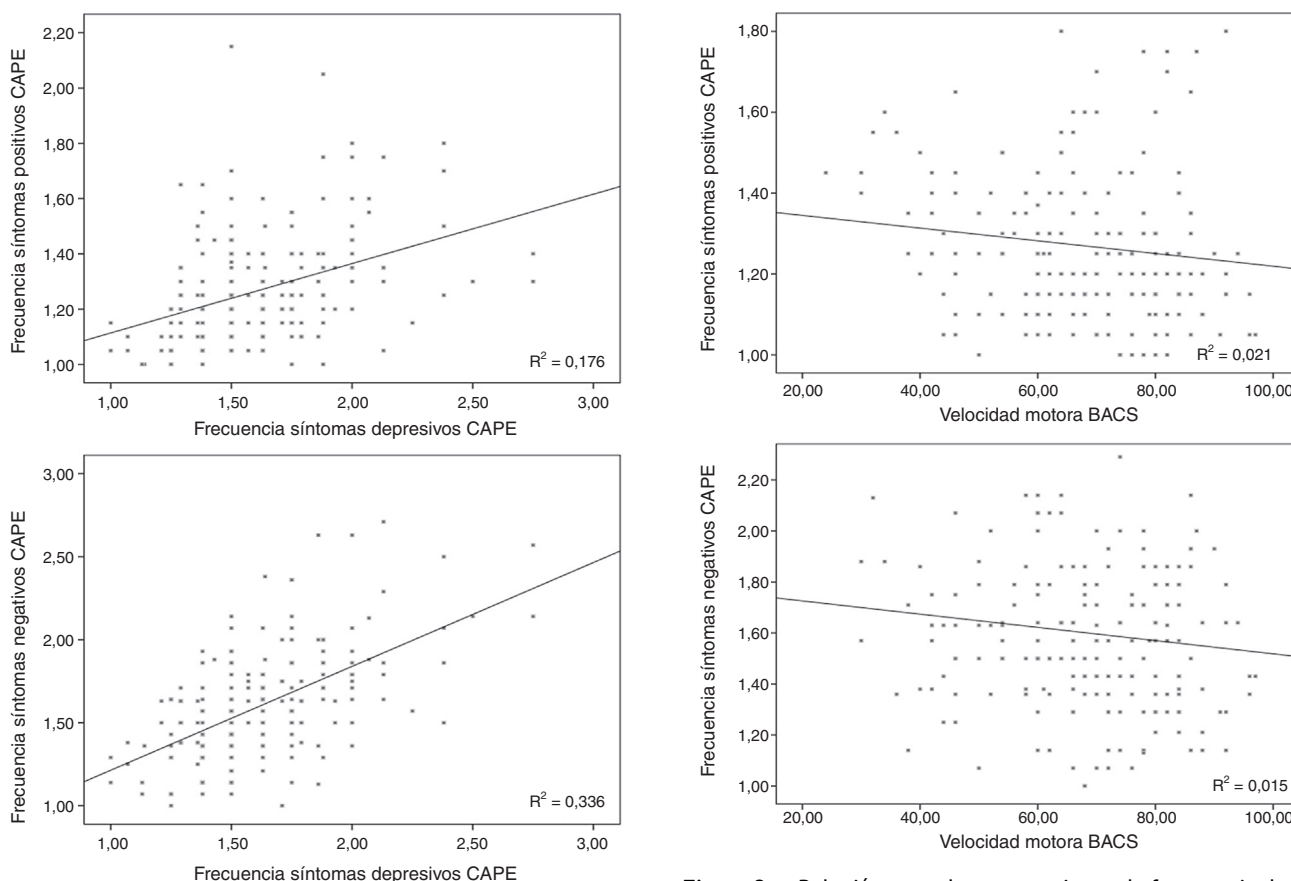 Frecuencia síntomas positivos CAPE
2,20
2,00
1,80
1,60
1,40
1,20
1,00
R² = 0,176
1,00 1,50 2,00 2,50 3,00
Frecuencia síntomas depresivos CAPE
Frecuencia síntomas negativos CAPE
3,00
2,50
2,00
1,50
1,00
R² = 0,336
1,00 1,50 2,00 2,50 3,00
Frecuencia síntomas depresivos CAPE
Frecuencia síntomas positivos CAPE
1,80
1,60
1,40
1,20
1,00
R² = 0,021
20,00 40,00 60,00 80,00 100,00
Velocidad motora BACS
Frecuencia síntomas negativos CAPE
2,20
2,00
1,80
1,60
1,40
1,20
1,00
R² = 0,015
20,00 40,00 60,00 80,00 100,00
Velocidad motora BACS